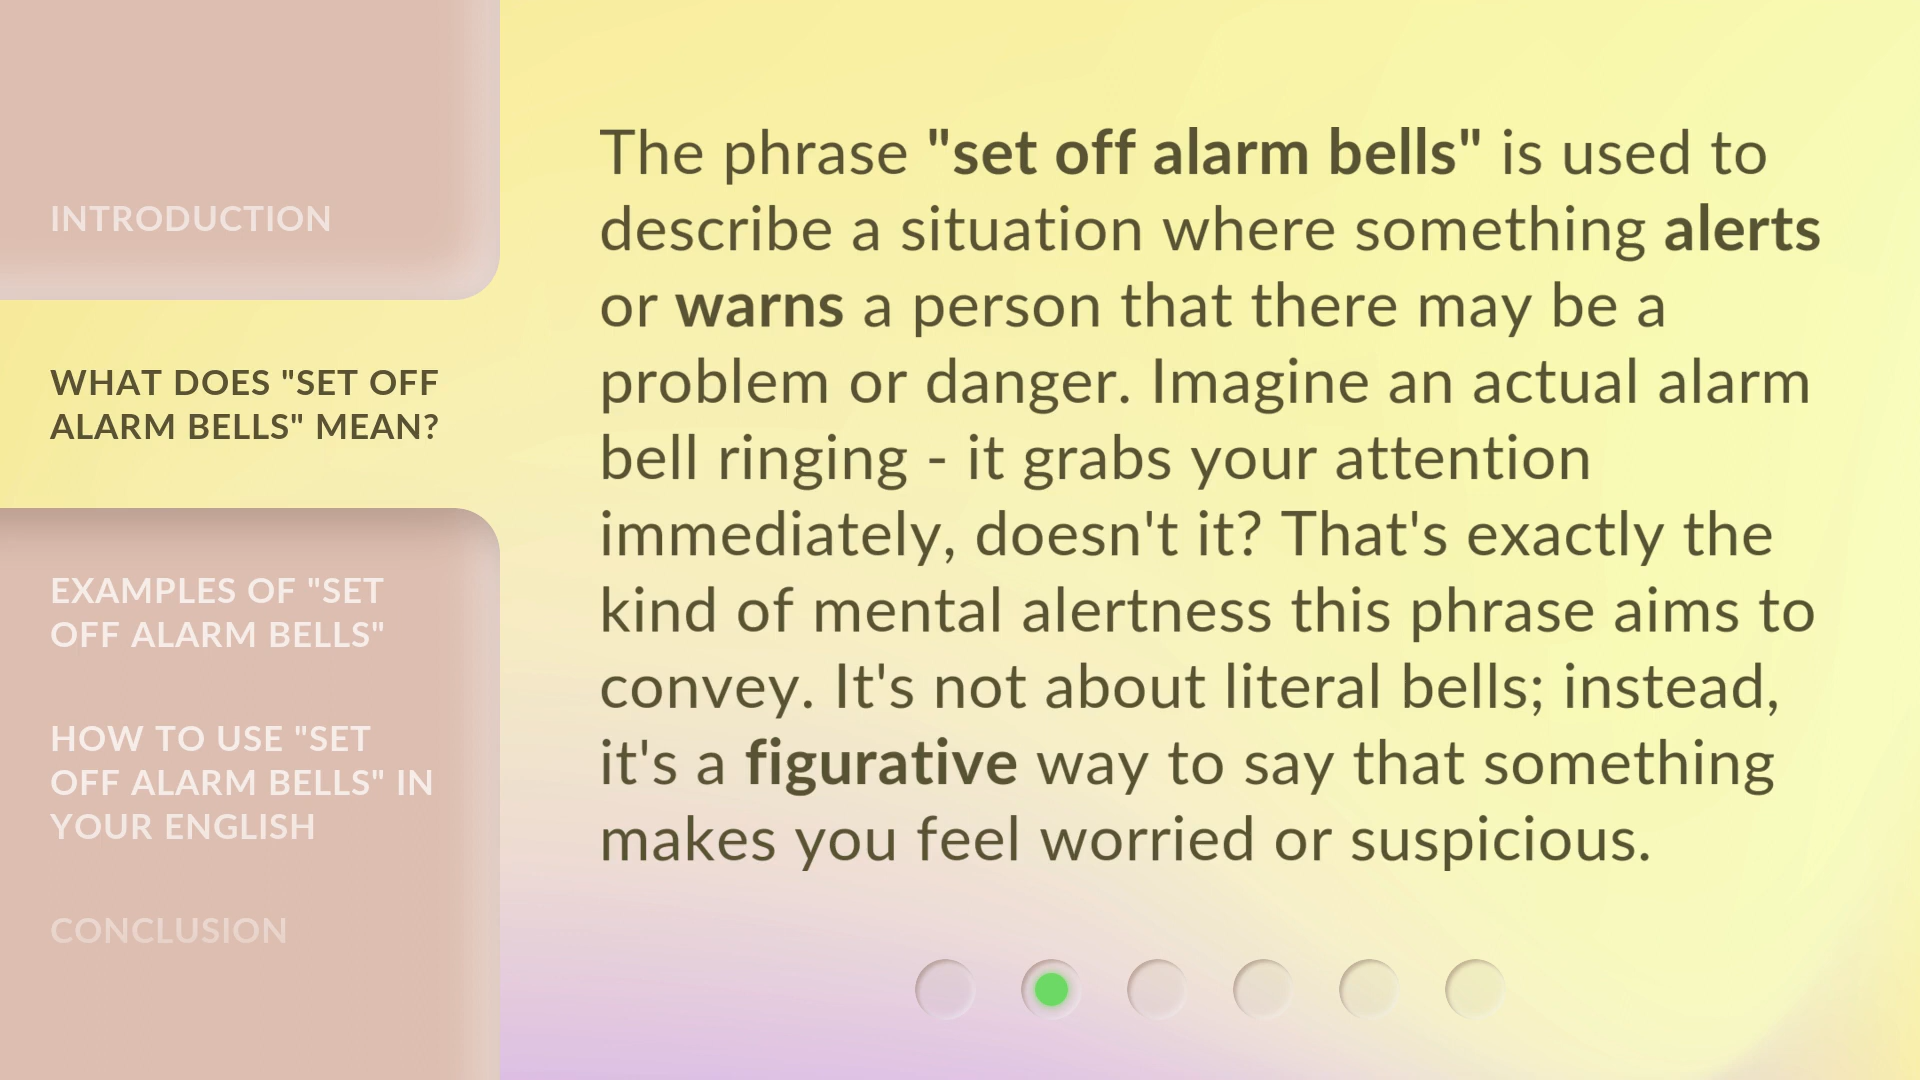 INTRODUCTION
WHAT DOES "SET OFF
ALARM BELLS" MEAN?
EXAMPLES OF "SET
OFF ALARM BELLS"
HOW TO USE "SET
OFF ALARM BELLS" IN
YOUR ENGLISH
CONCLUSION
The phrase "set off alarm bells" is used to
describe a situation where something alerts
or warns a person that there may be a
problem or danger. Imagine an actual alarm
bell ringing - it grabs your attention
immediately, doesn't it? That's exactly the
kind of mental alertness this phrase aims to
convey. It's not about literal bells; instead,
it's a figurative way to say that something
makes you feel worried or suspicious.